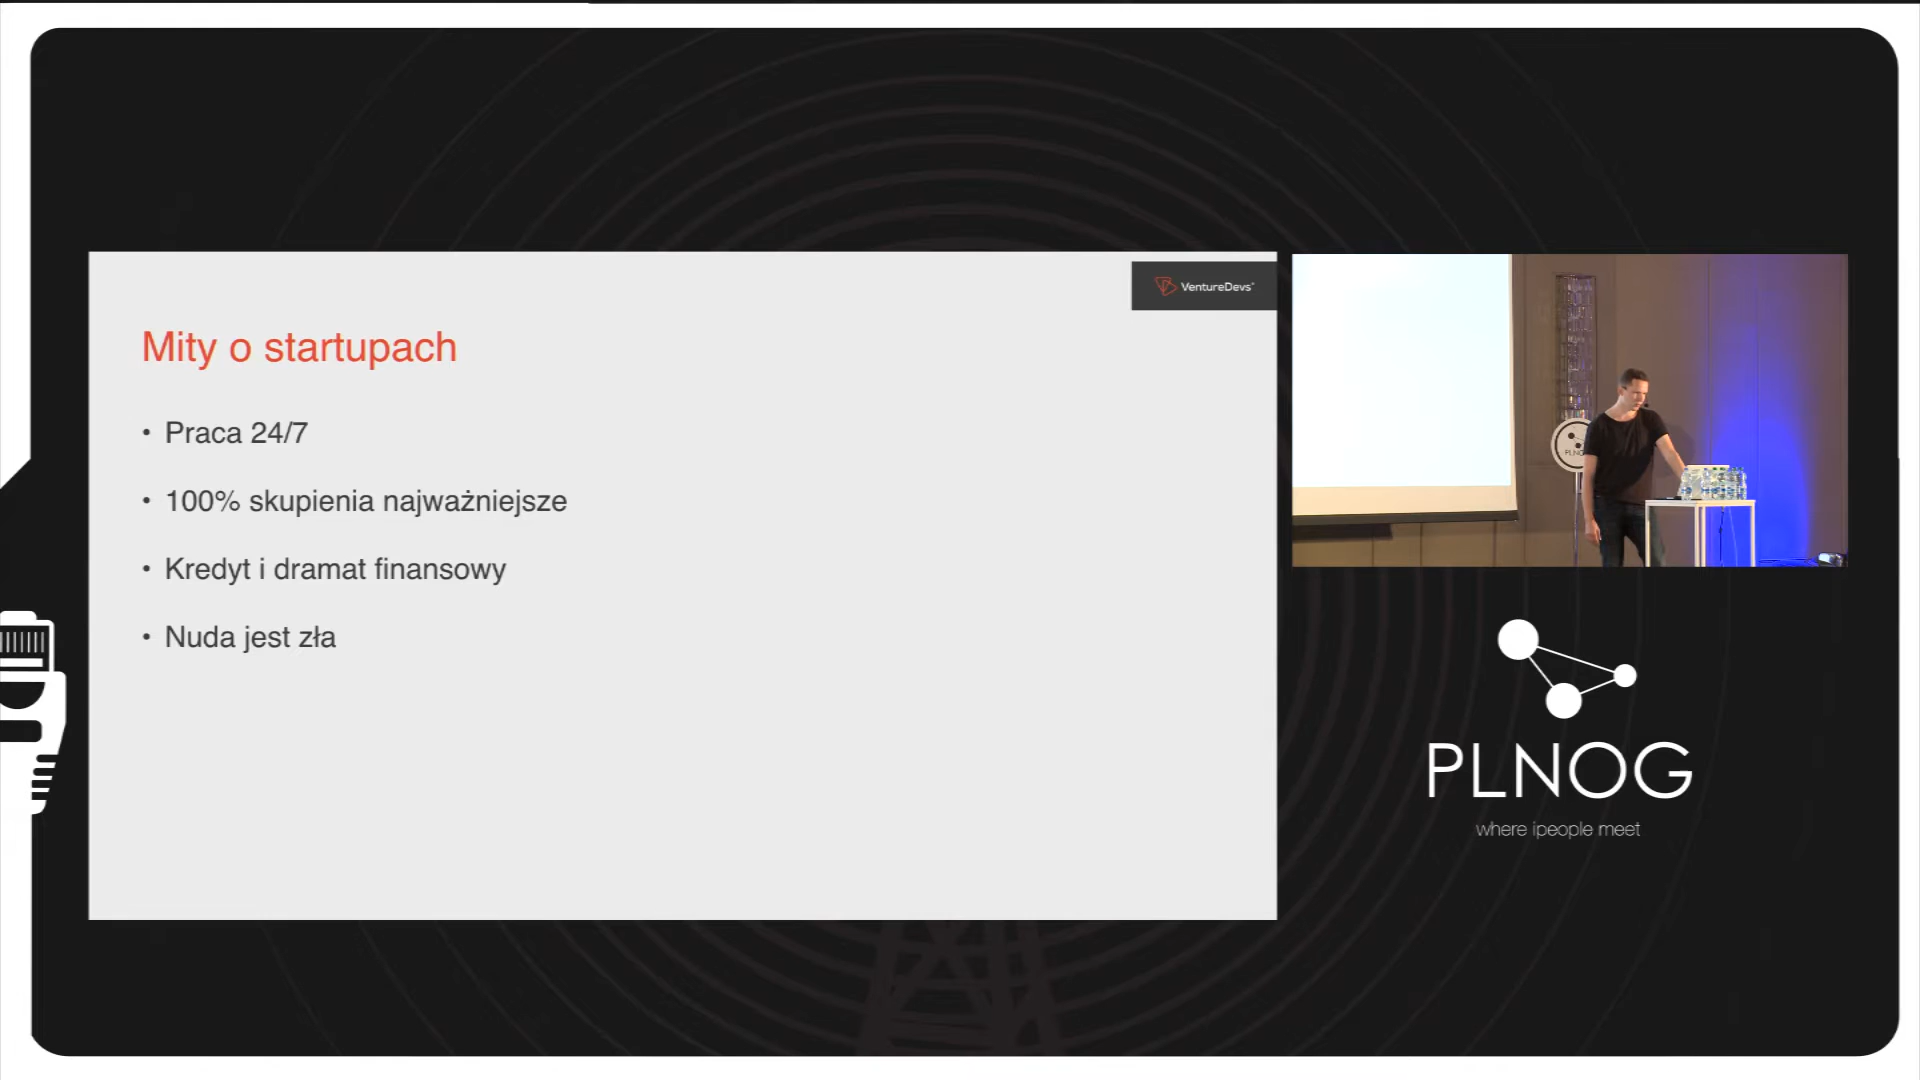 VentureDevs
Mity o startupach
• Praca 24/7
• 100% skupienia najważniejsze
• Kredyt i dramat finansowy
• Nuda jest zła
PLNOG
where ipeople meet